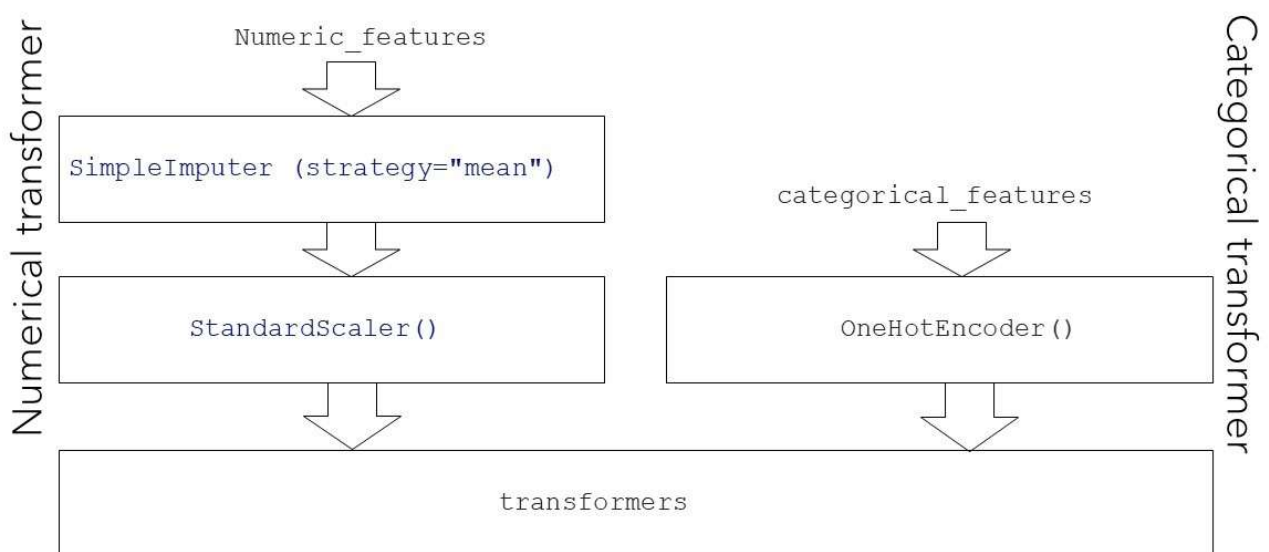 Numerical transformer
Numeric_features
SimpleImputer (strategy="mean")
StandardScaler()
categorical_features
OneHotEncoder()
Categorical transformer
transformers